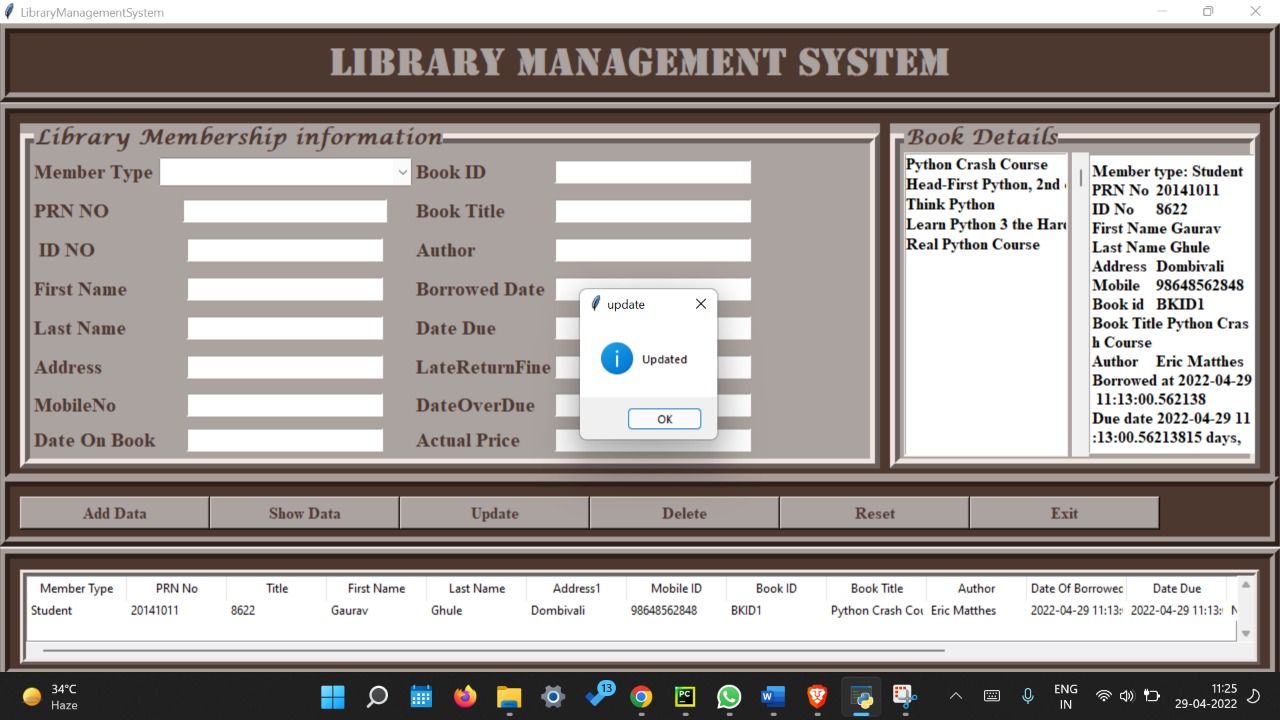 LibraryManagementSystem
LIBRARY MANAGEMENT SYSTEM
Library Membership information
Member Type
Book ID
PRN NO
Book Title
ID NO
Author
First Name
Borrowed Date
Last Name
Date Due
Address
LateReturnFine
MobileNo
DateOverDue
Date On Book
Actual Price
update
Updated
OK
Book Details
Python Crash Course
Head-First Python, 2nd
Think Python
Learn Python 3 the Hard
Real Python Course
Member type: Student
PRN No 20141011
ID No 8622
First Name Gaurav
Last Name Ghule
Address Dombivali
Mobile 98648562848
Book id BKID1
Book Title Python Cras
h Course
Author Eric Matthes
Borrowed at 2022-04-29
11:13:00.562138
Due date 2022-04-29 11
:13:00.56213815 days,
Add Data Show Data Update Delete Reset Exit
Member Type PRN No Title First Name Last Name Address1 Mobile ID Book ID Book Title Author Date Of Borrowed Date Due
Student 20141011 8622 Gaurav Ghule Dombivali 98648562848 BKID1 Python Crash Cou Eric Matthes 2022-04-29 11:13: 2022-04-29 11:13: N
34°C
Haze
13
PC
W
ENG
IN
11:25
29-04-2022